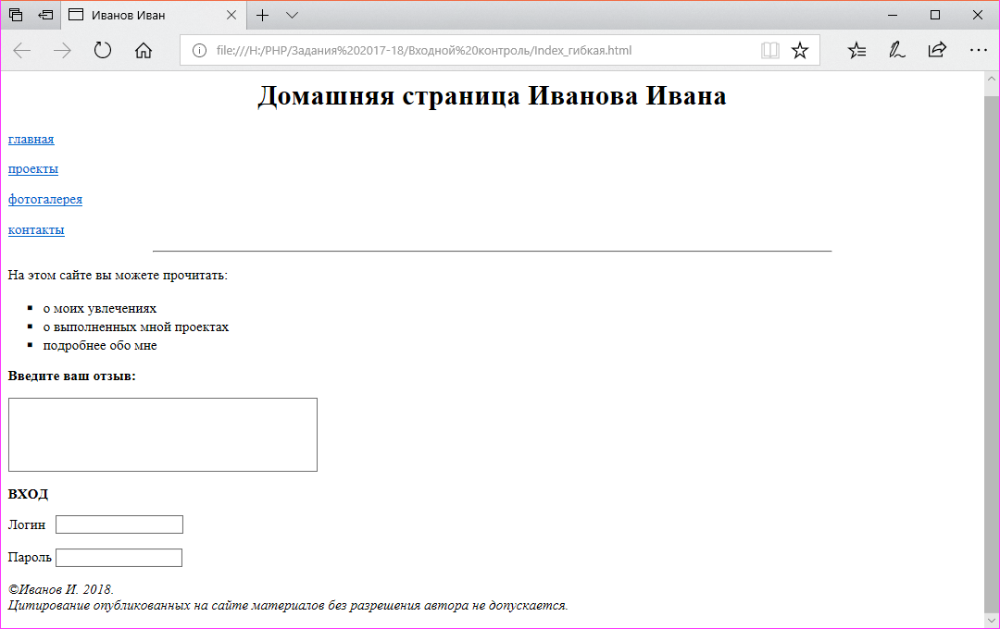 Иванов Иван
file:///H:/PHP/Задания%202017-18/Входной%20контроль/Index_гибкая.html
Домашняя страница Иванова Ивана
главная
проекты
фотогалерея
контакты
На этом сайте вы можете прочитать:
о моих увлечениях
о выполненных мной проектах
подробнее обо мне
Введите ваш отзыв:
ВХОД
Логин
Пароль
©Иванов И. 2018.
Цитирование опубликованных на сайте материалов без разрешения автора не допускается.